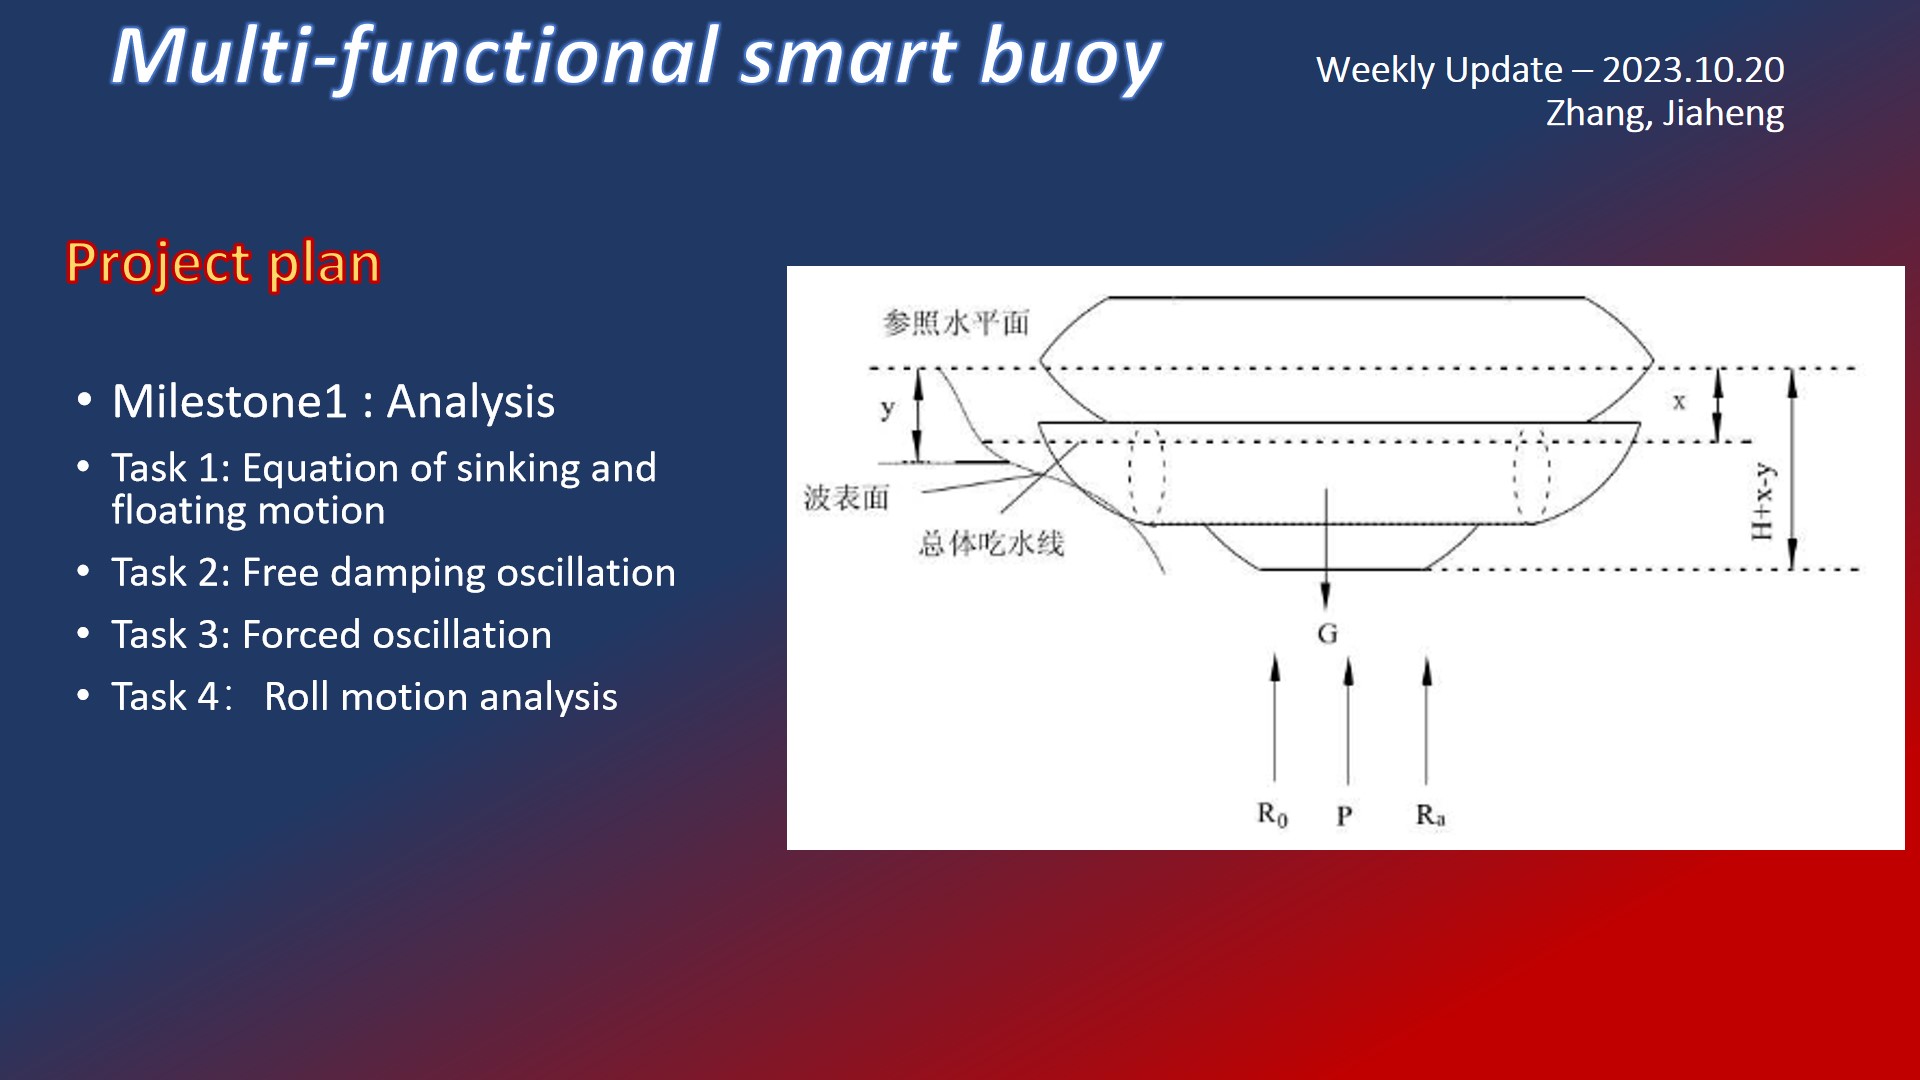 Multi-functional smart buoy
Weekly Update – 2023.10.20
Zhang, Jiaheng
Project plan
• Milestone1 : Analysis
• Task 1: Equation of sinking and
floating motion
• Task 2: Free damping oscillation
• Task 3: Forced oscillation
• Task 4： Roll motion analysis
参照水平面
y
x
H+x-y
波表面
总体吃水线
G
R₀
P
Rₐ